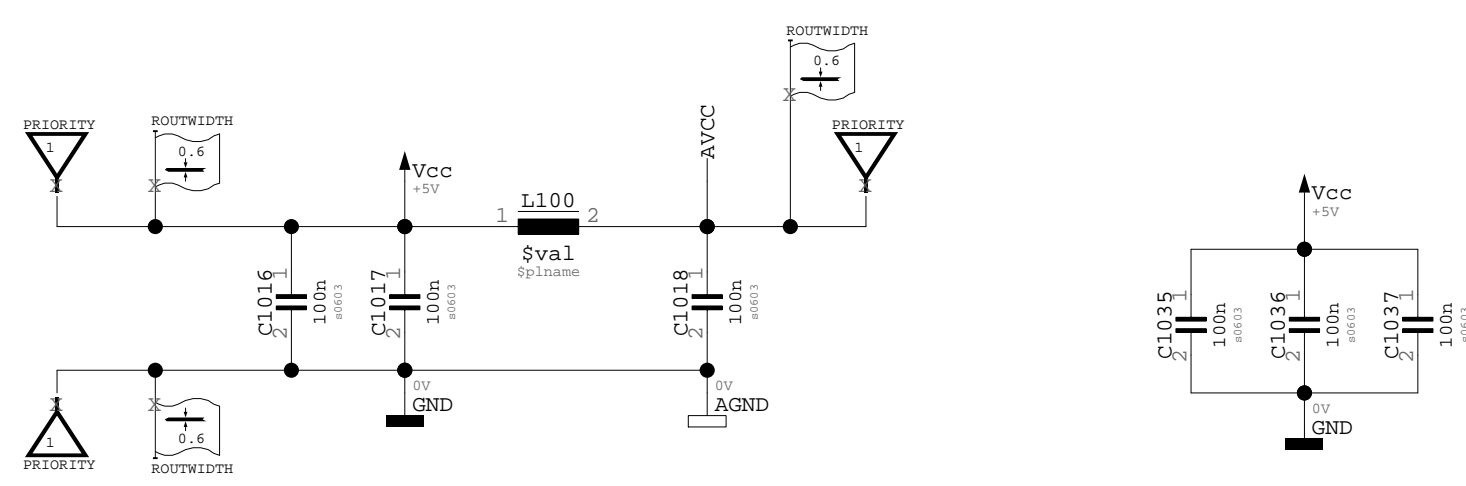 ROUTWIDTH
0.6
PRIORITY
1
ROUTWIDTH
0.6
AVCC
PRIORITY
1
Vcc
+5V
1 L100 2
$val
$plname
C1016
1
2
100n
s0603
C1017
1
2
100n
s0603
C1018
1
2
100n
s0603
0V
GND
0V
AGND
1
PRIORITY
0.6
ROUTWIDTH
Vcc
+5V
C1035
1
2
100n
s0603
C1036
1
2
100n
s0603
C1037
1
2
100n
s0603
0V
GND